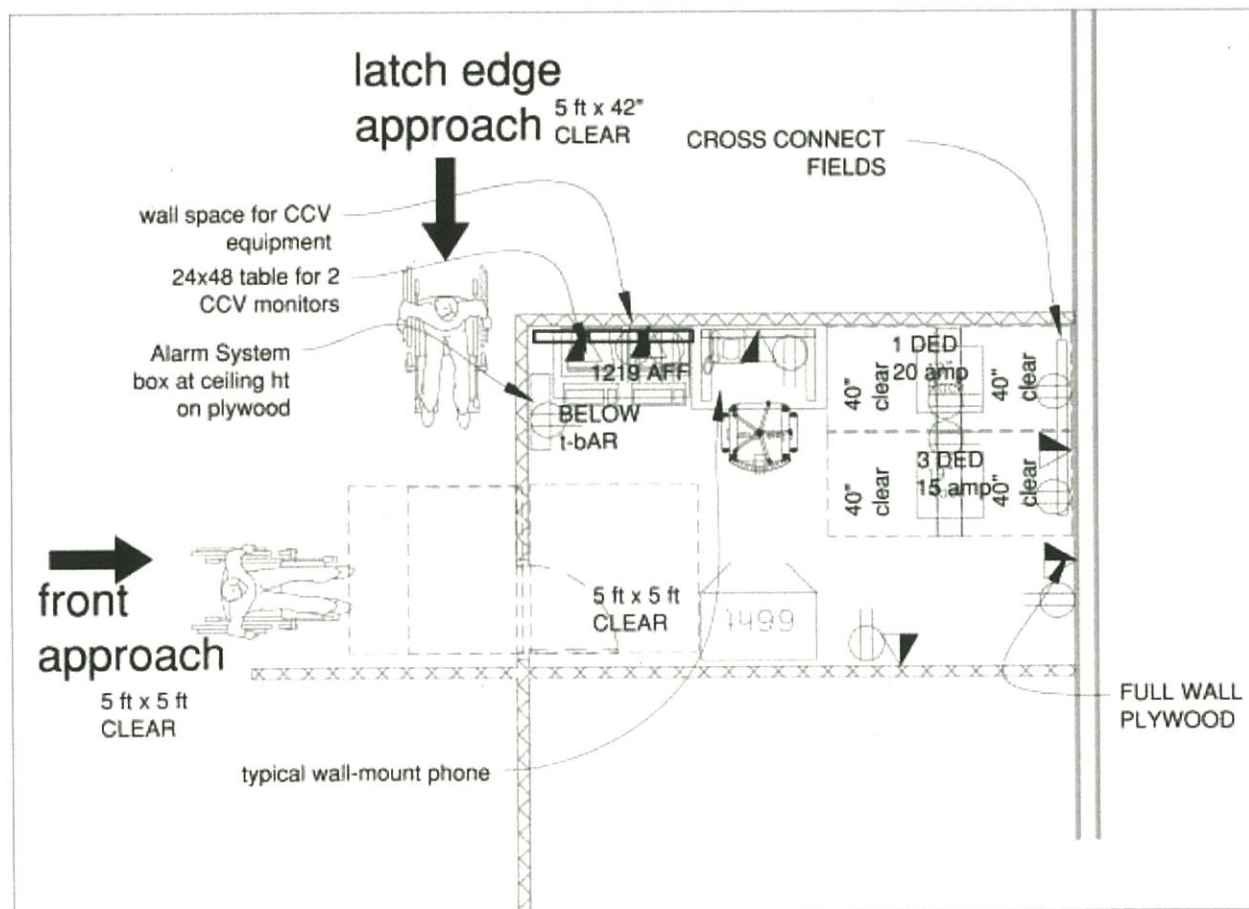 latch edge
approach
5 ft x 42"
CLEAR
CROSS CONNECT
FIELDS
wall space for CCV
equipment
24x48 table for 2
CCV monitors
Alarm System
box at ceiling ht
on plywood
1219 AFF
BELOW
t-bAR
1 DED
20 amp
40"
clear
40"
clear
3 DED
15 amp
40"
clear
40"
clear
front
approach
5 ft x 5 ft
CLEAR
5 ft x 5 ft
CLEAR
1499
FULL WALL
PLYWOOD
typical wall-mount phone